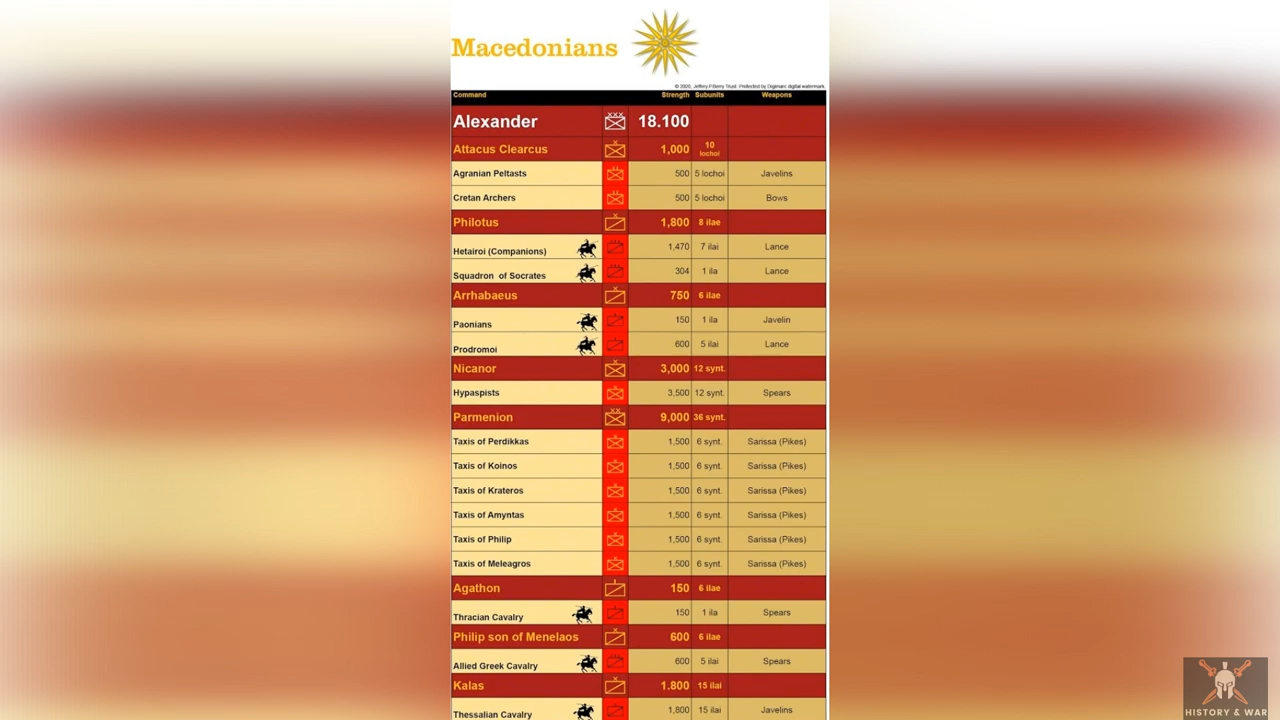 Macedonians
© 2020, Jeffery P Berry Trust. Protected by Digimarc digital watermark.
Command Strength Subunits Weapons
Alexander 18.100
Attacus Clearcus 1,000 10 lochoi
Agranian Peltasts 500 5 lochoi Javelins
Cretan Archers 500 5 lochoi Bows
Philotus 1,800 8 ilae
Hetairoi (Companions) 1,470 7 ilai Lance
Squadron of Socrates 304 1 ila Lance
Arrhabaeus 750 6 ilae
Paonians 150 1 ila Javelin
Prodromoi 600 5 ilai Lance
Nicanor 3,000 12 synt.
Hypaspists 3,500 12 synt. Spears
Parmenion 9,000 36 synt.
Taxis of Perdikkas 1,500 6 synt. Sarissa (Pikes)
Taxis of Koinos 1,500 6 synt. Sarissa (Pikes)
Taxis of Krateros 1,500 6 synt. Sarissa (Pikes)
Taxis of Amyntas 1,500 6 synt. Sarissa (Pikes)
Taxis of Philip 1,500 6 synt. Sarissa (Pikes)
Taxis of Meleagros 1,500 6 synt. Sarissa (Pikes)
Agathon 150 6 ilae
Thracian Cavalry 150 1 ila Spears
Philip son of Menelaos 600 6 ilae
Allied Greek Cavalry 600 5 ilai Spears
Kalas 1.800 15 ilai
Thessalian Cavalry 1,800 15 ilai Javelins
HISTORY & WAR